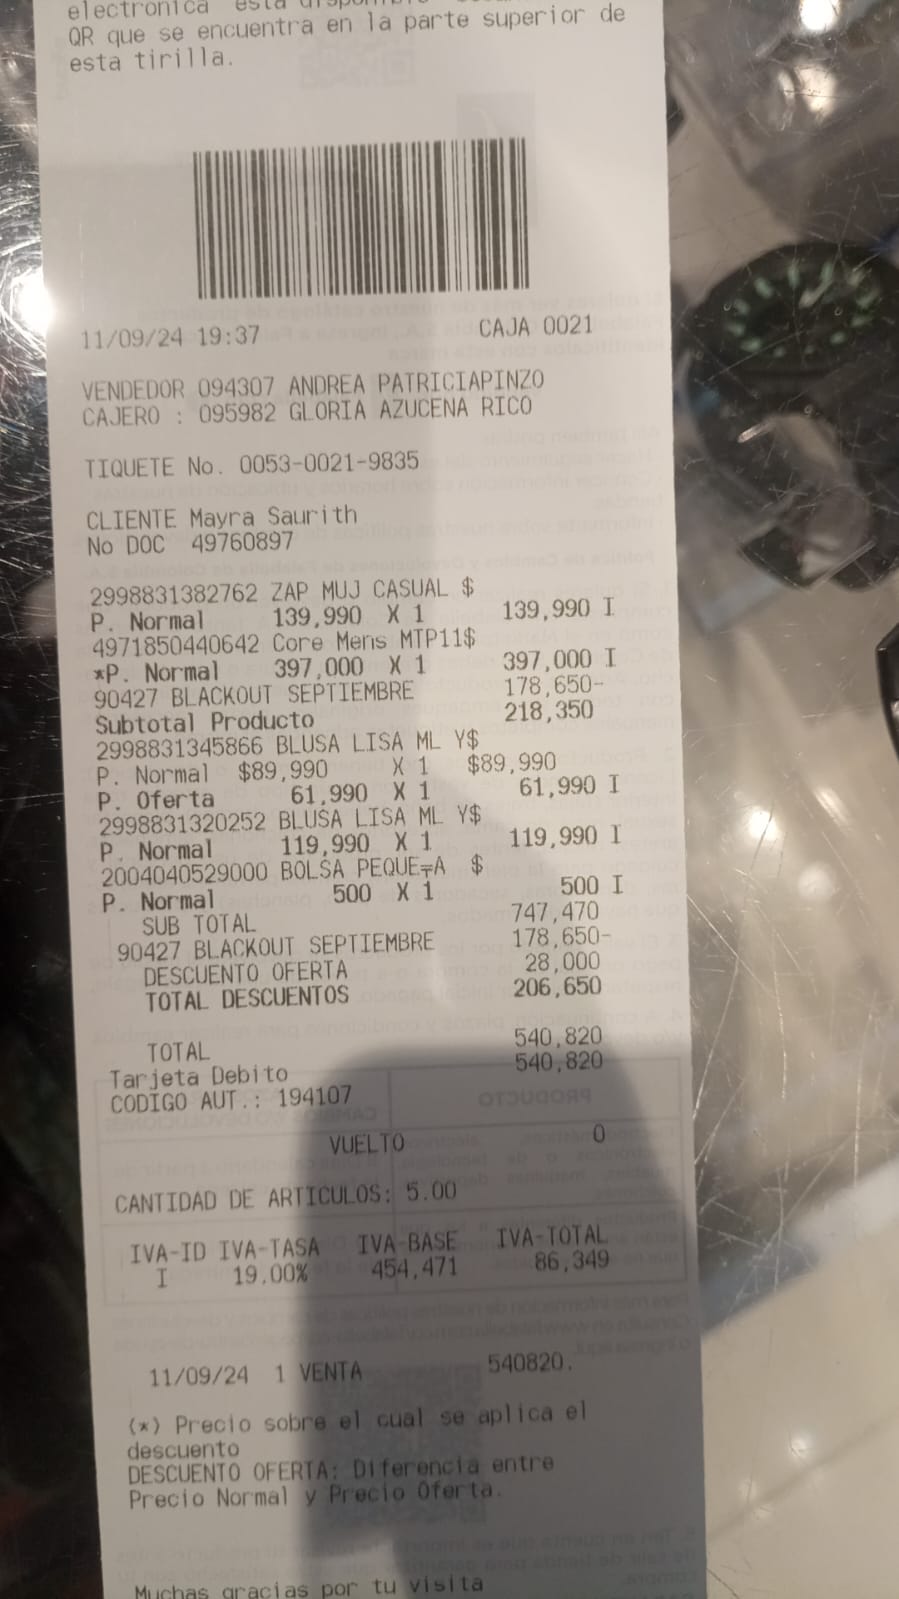 electronica esta
QR que se encuentra en la parte superior de
esta tirilla.
11/09/24 19:37 CAJA 0021
VENDEDOR 094307 ANDREA PATRICIAPINZO
CAJERO : 095982 GLORIA AZUCENA RICO
TIQUETE No. 0053-0021-9835
CLIENTE Mayra Saurith
No DOC 49760897
2998831382762 ZAP MUJ CASUAL $
P. Normal 139,990 X 1 139,990 I
4971850440642 Core Mens MTP11$
*P. Normal 397,000 X 1 397,000 I
90427 BLACKOUT SEPTIEMBRE 178,650-
Subtotal Producto 218,350
2998831345866 BLUSA LISA ML Y$
P. Normal $89,990 X 1 $89,990
P. Oferta 61,990 X 1 61,990 I
2998831320252 BLUSA LISA ML Y$
P. Normal 119,990 X 1 119,990 I
2004040529000 BOLSA PEQUE╤A $
P. Normal 500 X 1 500 I
SUB TOTAL 747,470
90427 BLACKOUT SEPTIEMBRE 178,650-
DESCUENTO OFERTA 28,000
TOTAL DESCUENTOS 206,650
TOTAL 540,820
Tarjeta Debito 540,820
CODIGO AUT.: 194107
VUELTO 0
CANTIDAD DE ARTICULOS: 5.00
IVA-ID IVA-TASA IVA-BASE IVA-TOTAL
I 19.00% 454,471 86,349
11/09/24 1 VENTA 540820.
(*) Precio sobre el cual se aplica el
descuento
DESCUENTO OFERTA: Diferencia entre
Precio Normal y Precio Oferta.
Muchas gracias por tu visita